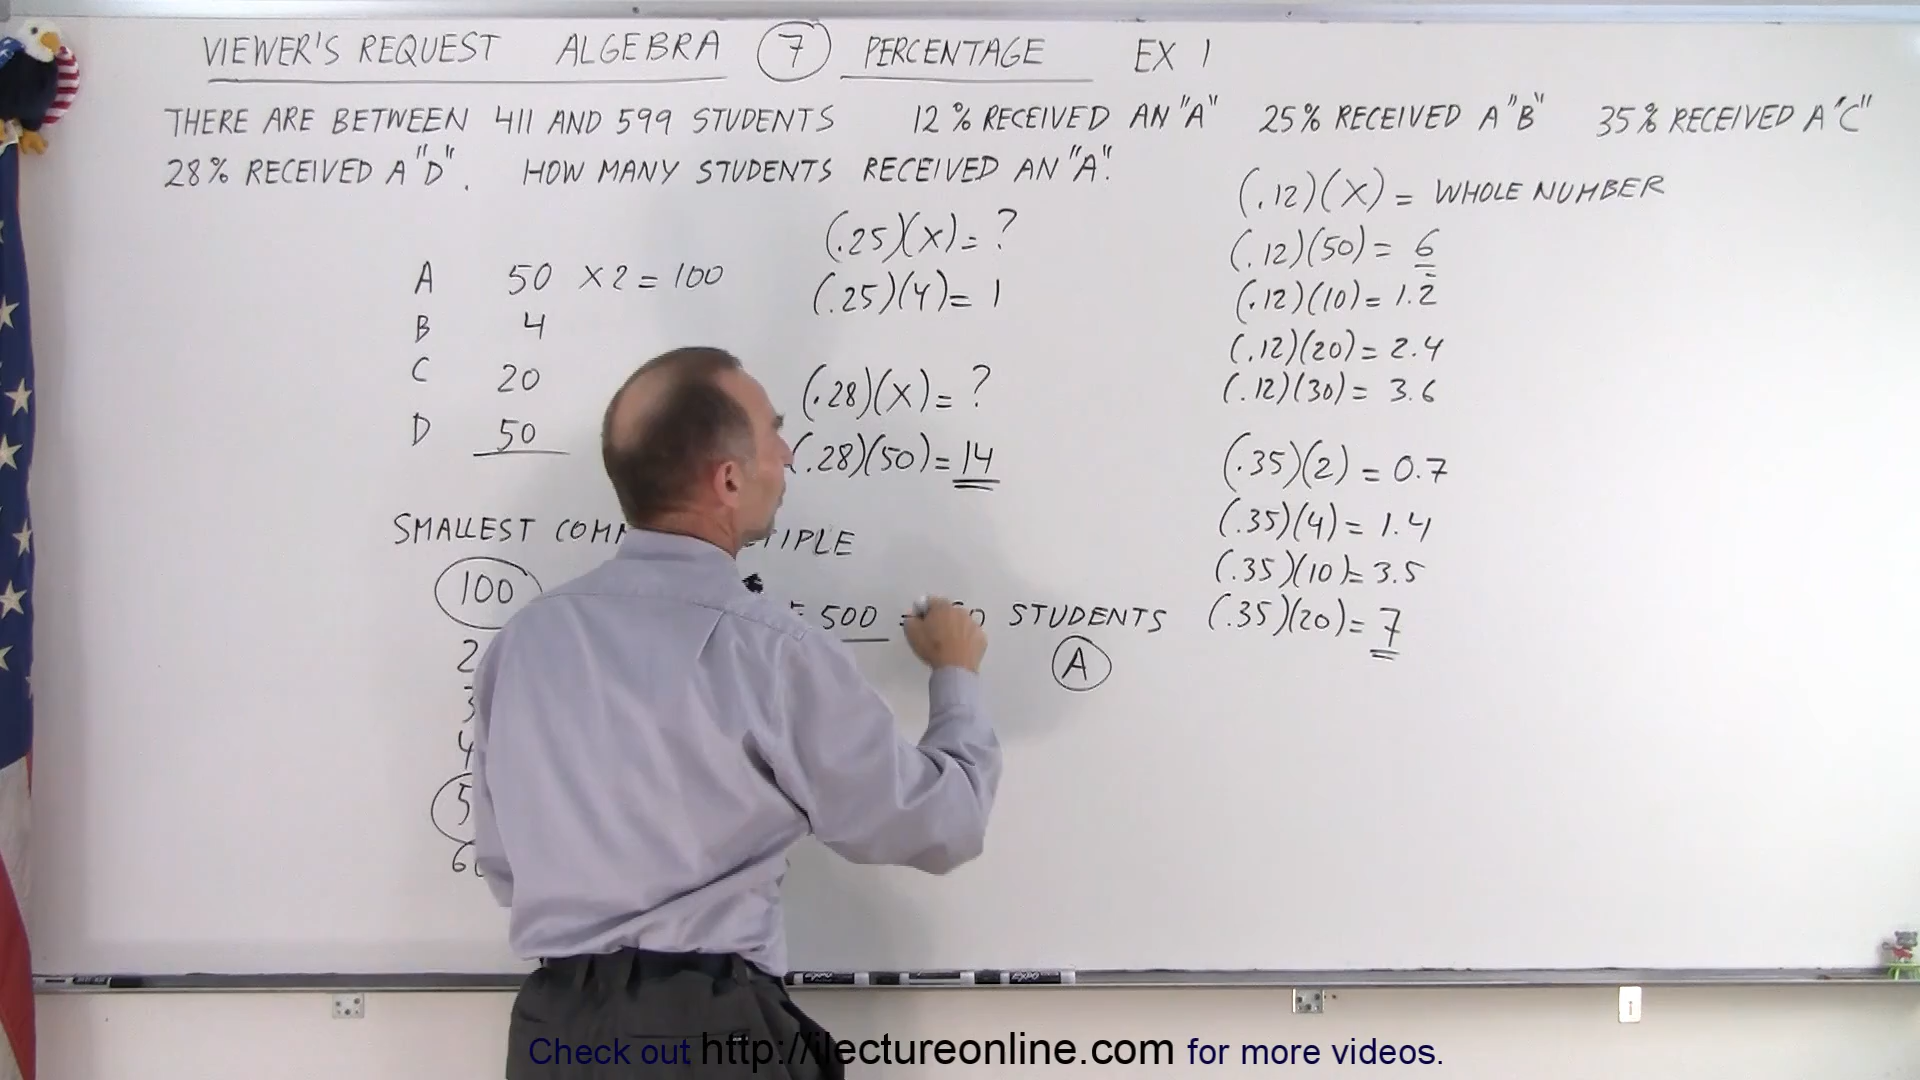 VIEWER'S REQUEST ALGEBRA 7 PERCENTAGE EX 1
THERE ARE BETWEEN 411 AND 599 STUDENTS 12% RECEIVED AN "A" 25% RECEIVED A "B" 35% RECEIVED A "C"
28% RECEIVED A "D". HOW MANY STUDENTS RECEIVED AN "A".
A 50 X 2 = 100
B 4
C 20
D 50
SMALLEST
100
(.25)(X) = ?
(.25)(4) = 1
(.28)(X) = ?
(.28)(50) = 14
500 = STUDENTS
A
(.12)(X) = WHOLE NUMBER
(.12)(50) = 6
(.12)(10) = 1.2
(.12)(20) = 2.4
(.12)(30) = 3.6
(.35)(2) = 0.7
(.35)(4) = 1.4
(.35)(10) = 3.5
(.35)(20) = 7
Check out http://ilectureonline.com for more videos.